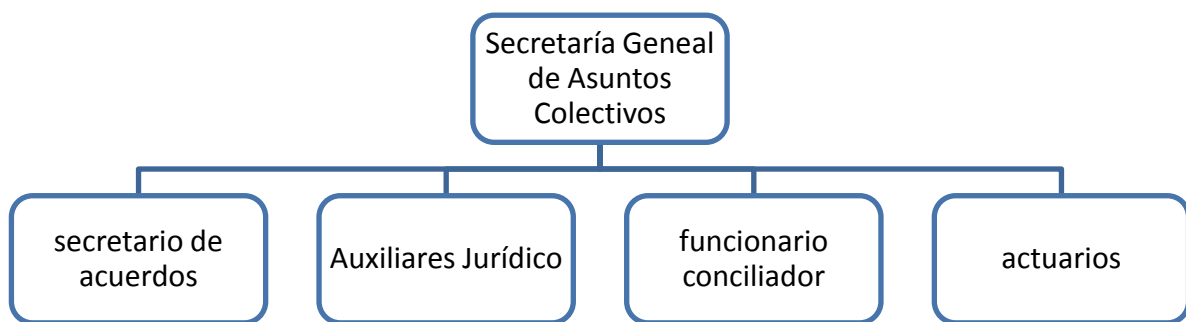 Secretaría Geneal
de Asuntos
Colectivos
secretario de
acuerdos
Auxiliares Jurídico
funcionario
conciliador
actuarios